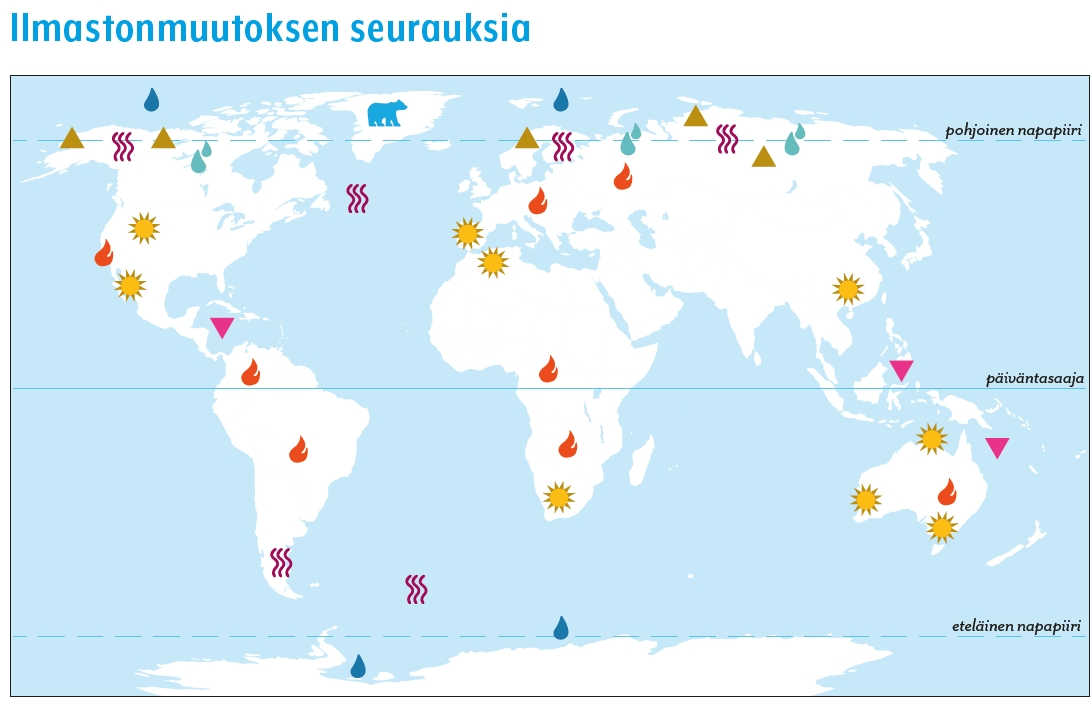 Ilmastonmuutoksen seurauksia
pohjoinen napapiiri
päiväntasaaja
eteläinen napapiiri